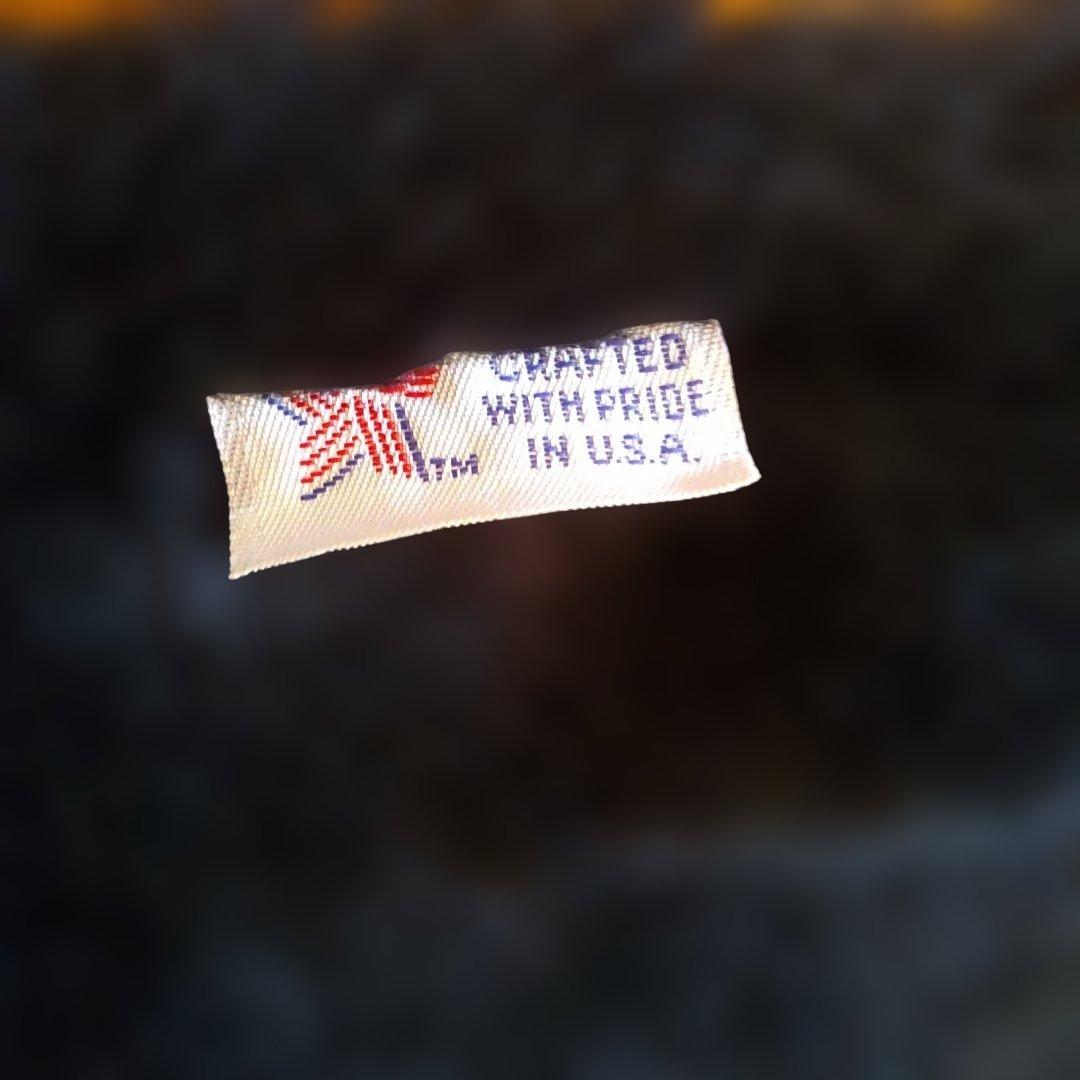 CRAFTED
WITH PRIDE
IN U.S.A.
TM